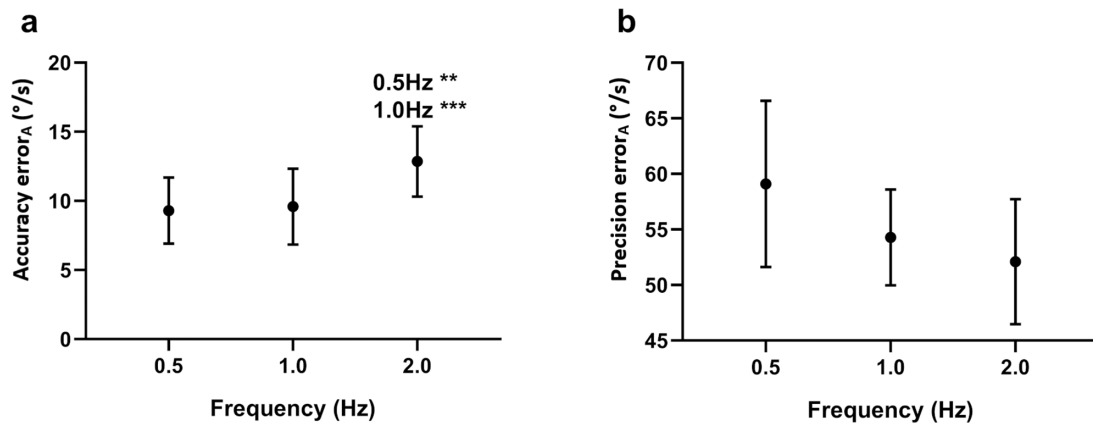 a
20
15
10
5
0
Accuracy errorA (°/s)
0.5Hz **
1.0Hz ***
0.5 1.0 2.0
Frequency (Hz)
b
70
65
60
55
50
45
Precision errorA (°/s)
0.5 1.0 2.0
Frequency (Hz)